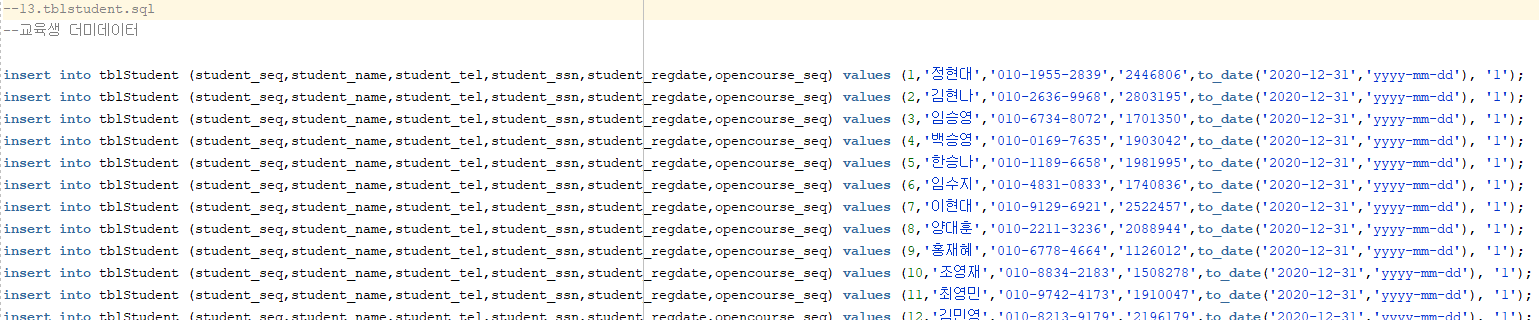 --13.tblstudent.sql
--교육생 더미데이터
insert into tblStudent (student_seq,student_name,student_tel,student_ssn,student_regdate,opencourse_seq) values (1,'정현대','010-1955-2839','2446806',to_date('2020-12-31','yyyy-mm-dd'), '1');
insert into tblStudent (student_seq,student_name,student_tel,student_ssn,student_regdate,opencourse_seq) values (2,'김현나','010-2636-9968','2803195',to_date('2020-12-31','yyyy-mm-dd'), '1');
insert into tblStudent (student_seq,student_name,student_tel,student_ssn,student_regdate,opencourse_seq) values (3,'임승영','010-6734-8072','1701350',to_date('2020-12-31','yyyy-mm-dd'), '1');
insert into tblStudent (student_seq,student_name,student_tel,student_ssn,student_regdate,opencourse_seq) values (4,'백승영','010-0169-7635','1903042',to_date('2020-12-31','yyyy-mm-dd'), '1');
insert into tblStudent (student_seq,student_name,student_tel,student_ssn,student_regdate,opencourse_seq) values (5,'한승나','010-1189-6658','1981995',to_date('2020-12-31','yyyy-mm-dd'), '1');
insert into tblStudent (student_seq,student_name,student_tel,student_ssn,student_regdate,opencourse_seq) values (6,'임수지','010-4831-0833','1740836',to_date('2020-12-31','yyyy-mm-dd'), '1');
insert into tblStudent (student_seq,student_name,student_tel,student_ssn,student_regdate,opencourse_seq) values (7,'이현대','010-9129-6921','2522457',to_date('2020-12-31','yyyy-mm-dd'), '1');
insert into tblStudent (student_seq,student_name,student_tel,student_ssn,student_regdate,opencourse_seq) values (8,'양대훈','010-2211-3236','2088944',to_date('2020-12-31','yyyy-mm-dd'), '1');
insert into tblStudent (student_seq,student_name,student_tel,student_ssn,student_regdate,opencourse_seq) values (9,'홍재혜','010-6778-4664','1126012',to_date('2020-12-31','yyyy-mm-dd'), '1');
insert into tblStudent (student_seq,student_name,student_tel,student_ssn,student_regdate,opencourse_seq) values (10,'조영재','010-8834-2183','1508278',to_date('2020-12-31','yyyy-mm-dd'), '1');
insert into tblStudent (student_seq,student_name,student_tel,student_ssn,student_regdate,opencourse_seq) values (11,'최영민','010-9742-4173','1910047',to_date('2020-12-31','yyyy-mm-dd'), '1');
insert into tblStudent (student_seq,student_name,student_tel,student_ssn,student_regdate,opencourse_seq) values (12,'김민영','010-8213-9179','2196179',to_date('2020-12-31','yyyy-mm-dd'), '1');